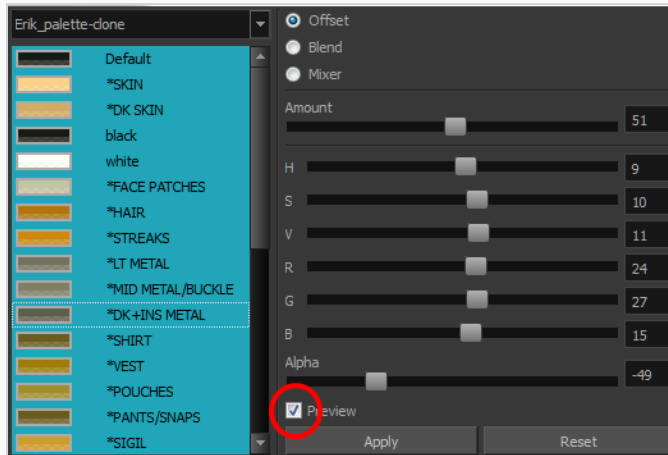 Erik_palette-clone
Default
*SKIN
*DK SKIN
black
white
*FACE PATCHES
*HAIR
*STREAKS
*LT METAL
*MID METAL/BUCKLE
*DK+INS METAL
*SHIRT
*VEST
*POUCHES
*PANTS/SNAPS
*SIGIL
Offset
Blend
Mixer
Amount
51
H 9
S 10
V 11
R 24
G 27
B 15
Alpha
-49
Preview
Apply Reset